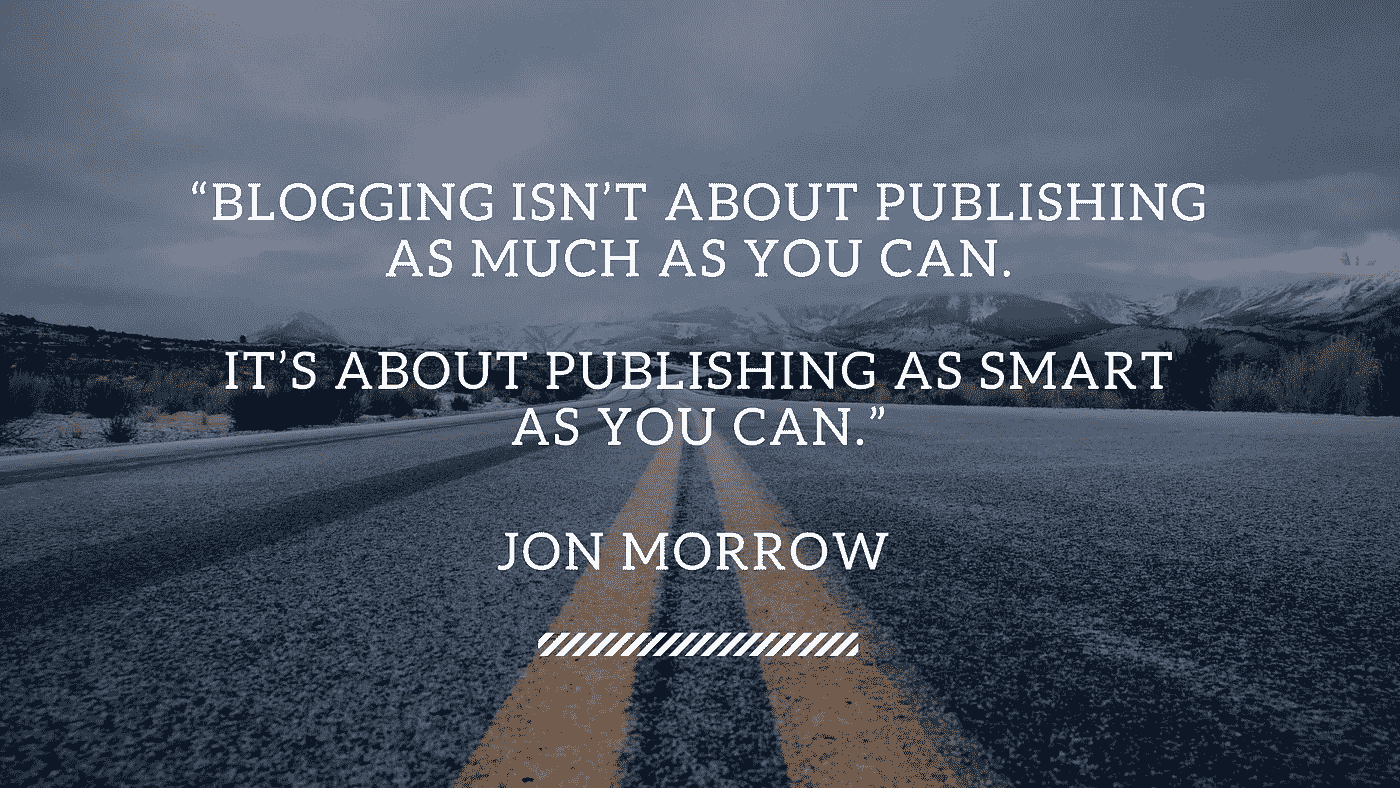 “BLOGGING ISN’T ABOUT PUBLISHING
AS MUCH AS YOU CAN.
IT’S ABOUT PUBLISHING AS SMART
AS YOU CAN.”
JON MORROW